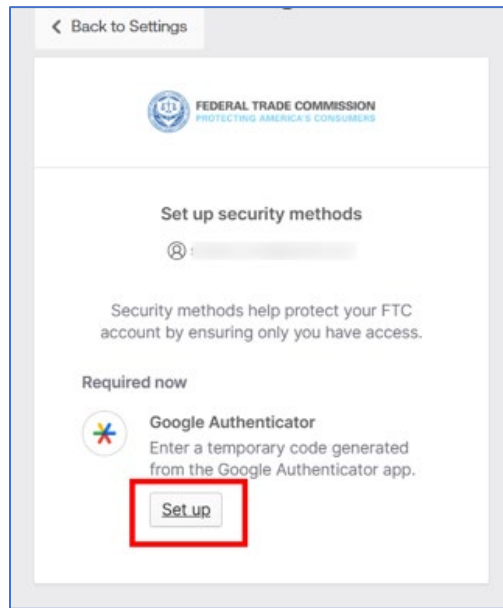 Back to Settings
FEDERAL TRADE COMMISSION
PROTECTING AMERICA'S CONSUMERS
Set up security methods
Security methods help protect your FTC
account by ensuring only you have access.
Required now
Google Authenticator
Enter a temporary code generated
from the Google Authenticator app.
Set up